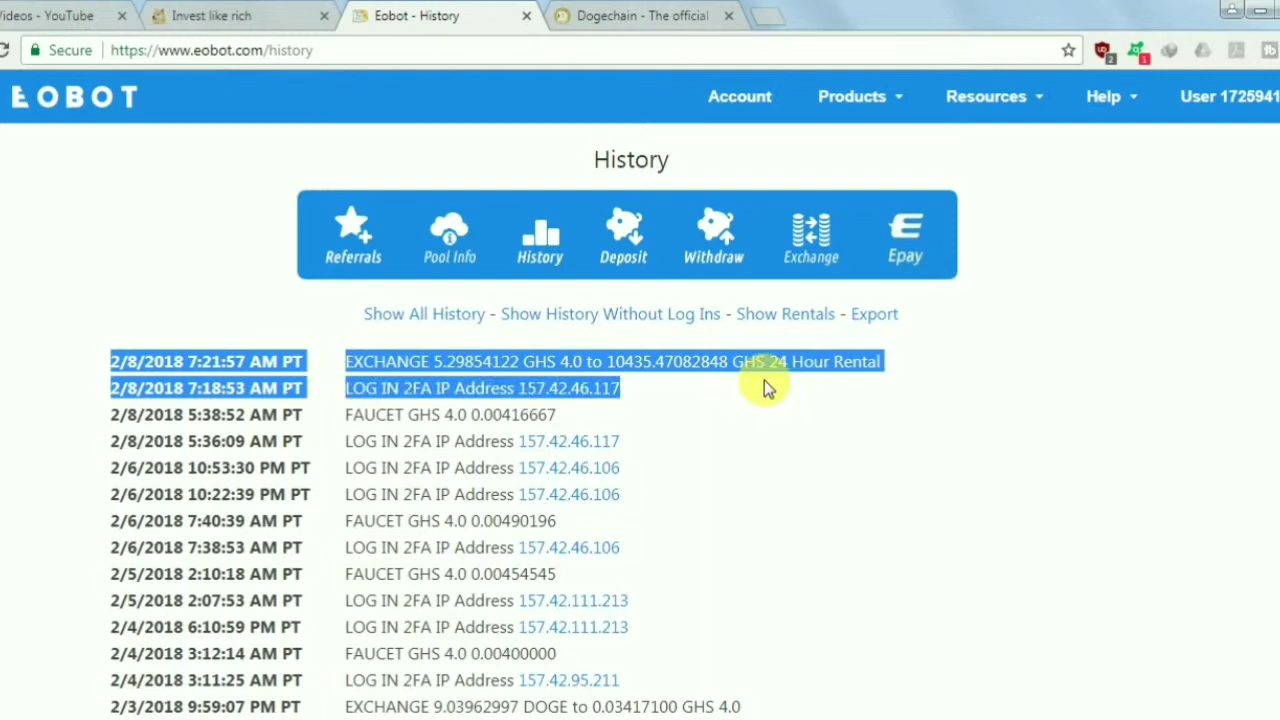 Videos - YouTube
Invest like rich
Eobot - History
Dogechain - The official
Secure https://www.eobot.com/history
EOBOT
Account Products Resources Help User 1725941
History
Referrals Pool Info History Deposit Withdraw Exchange Epay
Show All History - Show History Without Log Ins - Show Rentals - Export
2/8/2018 7:21:57 AM PT EXCHANGE 5.29854122 GHS 4.0 to 10435.47082848 GHS 24 Hour Rental
2/8/2018 7:18:53 AM PT LOG IN 2FA IP Address 157.42.46.117
2/8/2018 5:38:52 AM PT FAUCET GHS 4.0 0.00416667
2/8/2018 5:36:09 AM PT LOG IN 2FA IP Address 157.42.46.117
2/6/2018 10:53:30 PM PT LOG IN 2FA IP Address 157.42.46.106
2/6/2018 10:22:39 PM PT LOG IN 2FA IP Address 157.42.46.106
2/6/2018 7:40:39 AM PT FAUCET GHS 4.0 0.00490196
2/6/2018 7:38:53 AM PT LOG IN 2FA IP Address 157.42.46.106
2/5/2018 2:10:18 AM PT FAUCET GHS 4.0 0.00454545
2/5/2018 2:07:53 AM PT LOG IN 2FA IP Address 157.42.111.213
2/4/2018 6:10:59 PM PT LOG IN 2FA IP Address 157.42.111.213
2/4/2018 3:12:14 AM PT FAUCET GHS 4.0 0.00400000
2/4/2018 3:11:25 AM PT LOG IN 2FA IP Address 157.42.95.211
2/3/2018 9:59:07 PM PT EXCHANGE 9.03962997 DOGE to 0.03417100 GHS 4.0